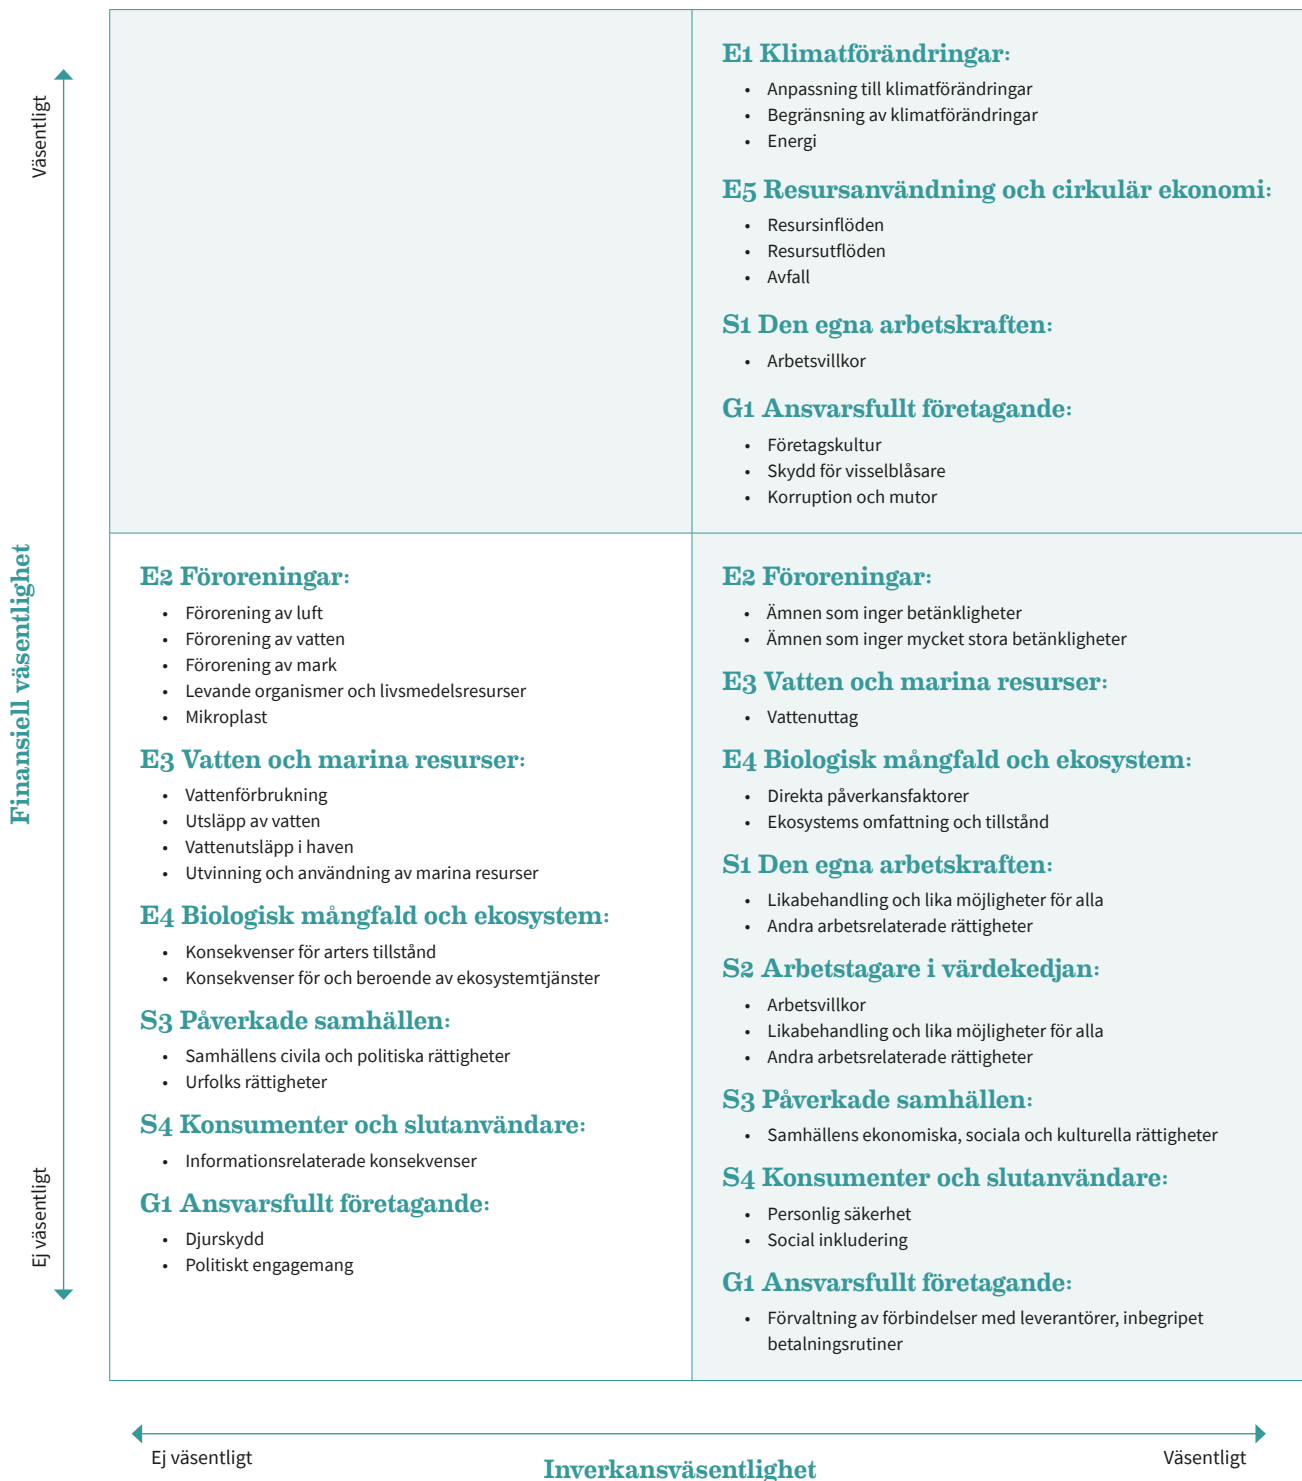 Väsentligt
Finansiell väsentlighet
Ej väsentligt
E1 Klimatförändringar:
• Anpassning till klimatförändringar
• Begränsning av klimatförändringar
• Energi
E5 Resursanvändning och cirkulär ekonomi:
• Resursinflöden
• Resursutflöden
• Avfall
S1 Den egna arbetskraften:
• Arbetsvillkor
G1 Ansvarsfullt företagande:
• Företagskultur
• Skydd för visselblåsare
• Korruption och mutor
E2 Föroreningar:
• Förorening av luft
• Förorening av vatten
• Förorening av mark
• Levande organismer och livsmedelsresurser
• Mikroplast
E3 Vatten och marina resurser:
• Vattenförbrukning
• Utsläpp av vatten
• Vattenutsläpp i haven
• Utvinning och användning av marina resurser
E4 Biologisk mångfald och ekosystem:
• Konsekvenser för arters tillstånd
• Konsekvenser för och beroende av ekosystemtjänster
S3 Påverkade samhällen:
• Samhällens civila och politiska rättigheter
• Urfolks rättigheter
S4 Konsumenter och slutanvändare:
• Informationsrelaterade konsekvenser
G1 Ansvarsfullt företagande:
• Djurskydd
• Politiskt engagemang
E2 Föroreningar:
• Ämnen som inger betänkligheter
• Ämnen som inger mycket stora betänkligheter
E3 Vatten och marina resurser:
• Vattenuttag
E4 Biologisk mångfald och ekosystem:
• Direkta påverkansfaktorer
• Ekosystems omfattning och tillstånd
S1 Den egna arbetskraften:
• Likabehandling och lika möjligheter för alla
• Andra arbetsrelaterade rättigheter
S2 Arbetstagare i värdekedjan:
• Arbetsvillkor
• Likabehandling och lika möjligheter för alla
• Andra arbetsrelaterade rättigheter
S3 Påverkade samhällen:
• Samhällens ekonomiska, sociala och kulturella rättigheter
S4 Konsumenter och slutanvändare:
• Personlig säkerhet
• Social inkludering
G1 Ansvarsfullt företagande:
• Förvaltning av förbindelser med leverantörer, inbegripet
betalningsrutiner
Ej väsentligt
Inverkansväsentlighet
Väsentligt